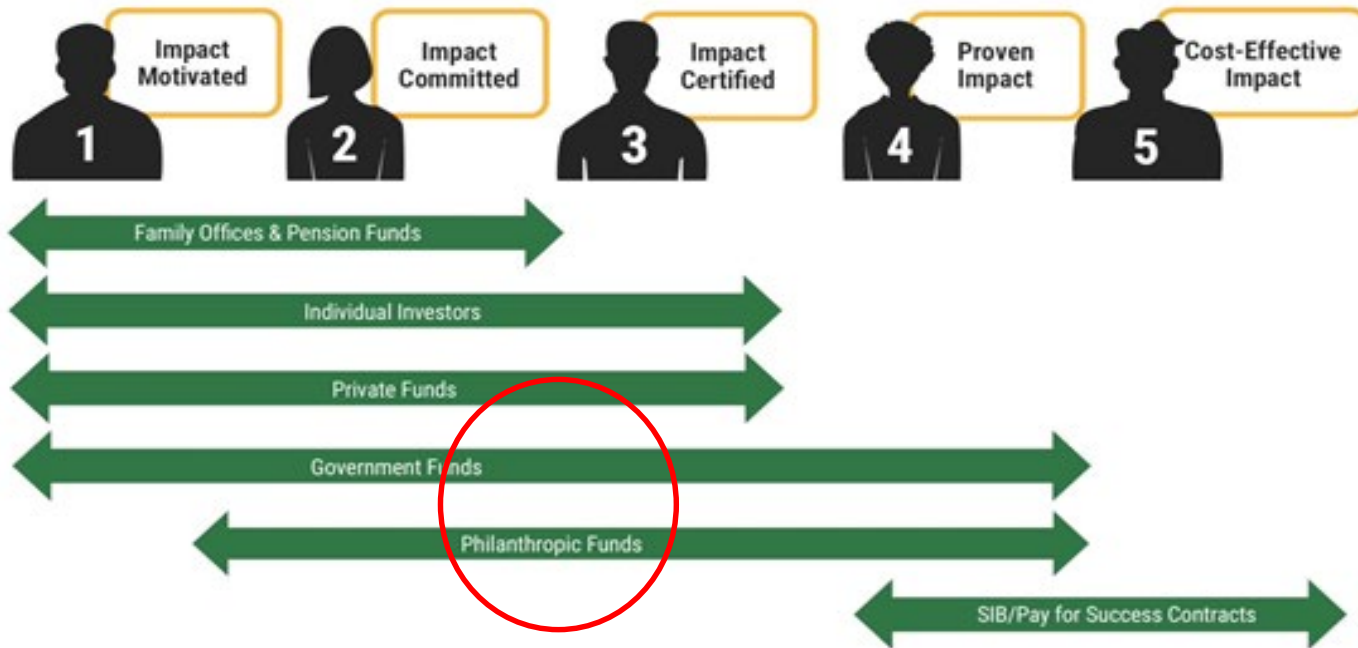 Impact
Motivated
1
Impact
Committed
2
Impact
Certified
3
Proven
Impact
4
Cost-Effective
Impact
5
Family Offices & Pension Funds
Individual Investors
Private Funds
Government Funds
Philanthropic Funds
SIB/Pay for Success Contracts